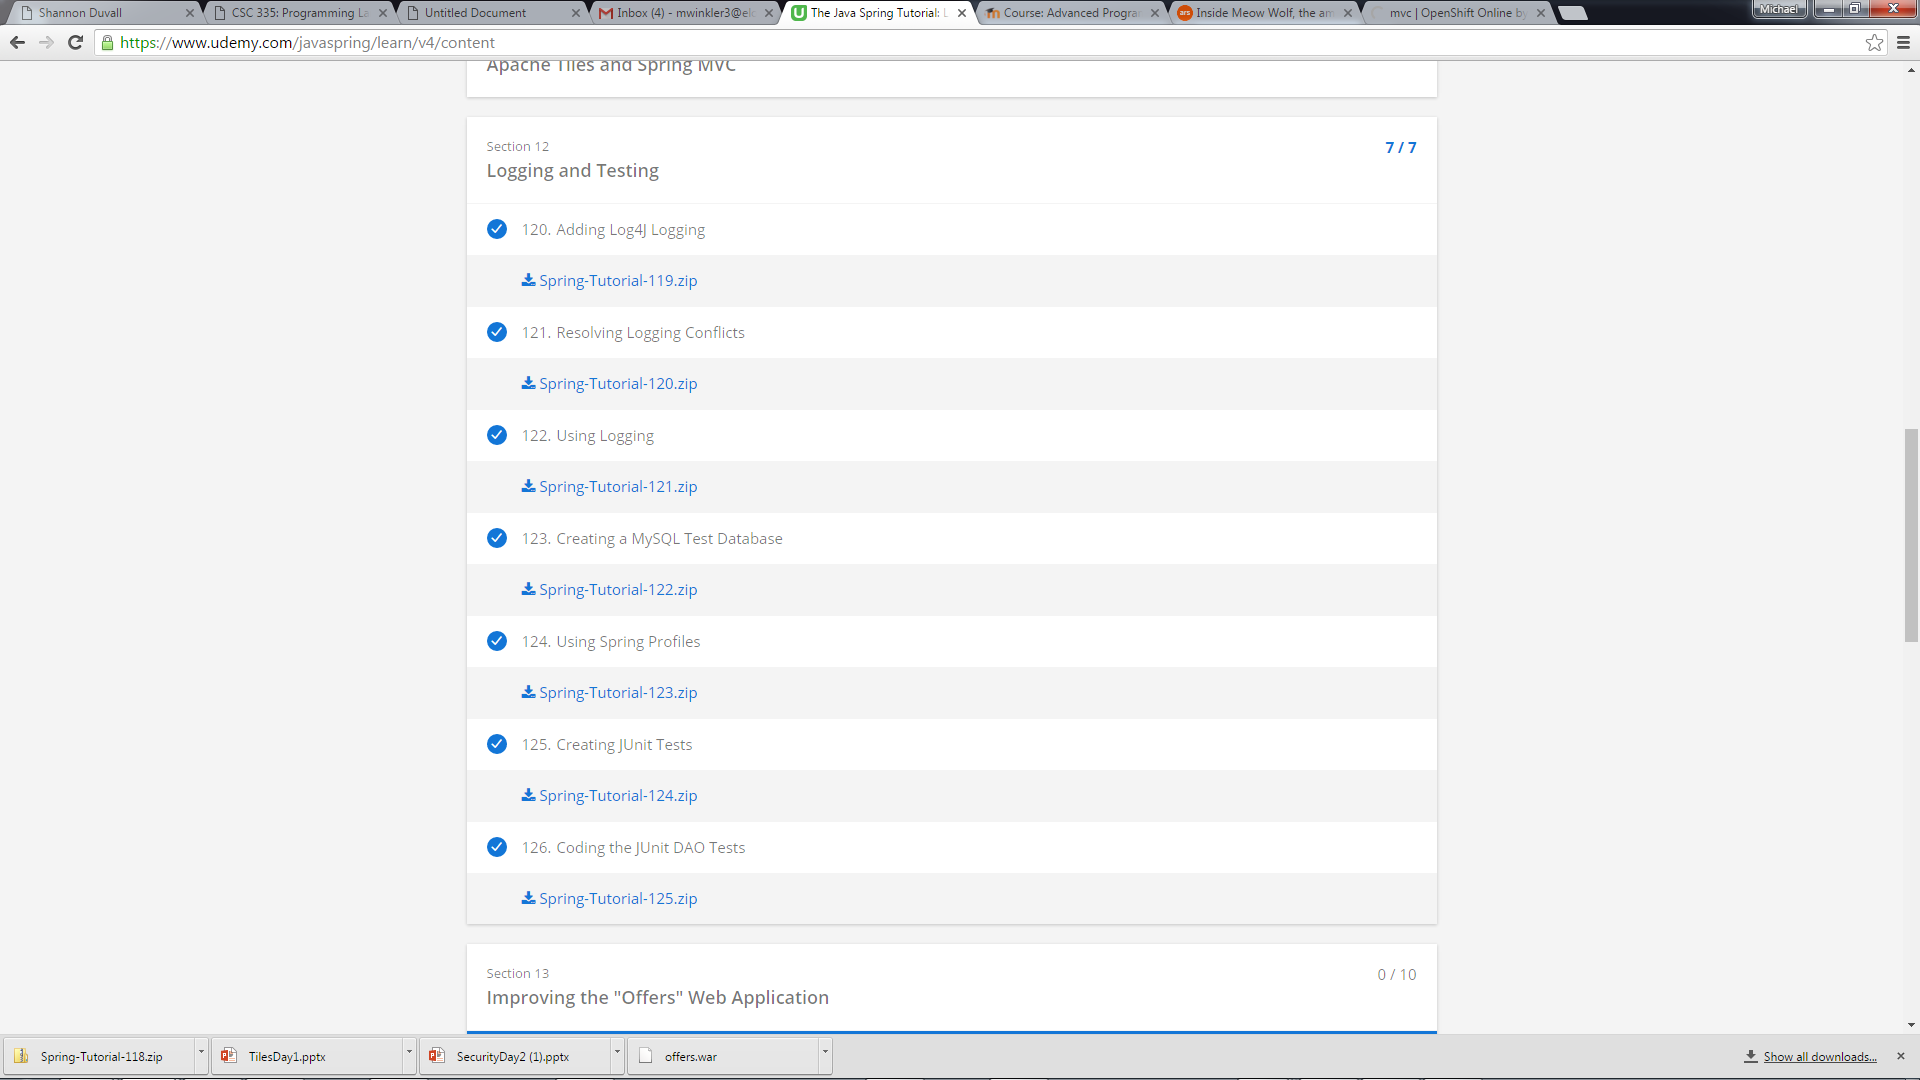 Shannon Duvall
CSC 335: Programming La
Untitled Document
Inbox (4) - mwinkler3@elo
The Java Spring Tutorial: L
Course: Advanced Progra
ars
Inside Meow Wolf, the am
mvc | OpenShift Online by
Michael
https://www.udemy.com/javaspring/learn/v4/content
Apache Tiles and Spring MVC
Section 12
7 / 7
Logging and Testing
120. Adding Log4J Logging
Spring-Tutorial-119.zip
121. Resolving Logging Conflicts
Spring-Tutorial-120.zip
122. Using Logging
Spring-Tutorial-121.zip
123. Creating a MySQL Test Database
Spring-Tutorial-122.zip
124. Using Spring Profiles
Spring-Tutorial-123.zip
125. Creating JUnit Tests
Spring-Tutorial-124.zip
126. Coding the JUnit DAO Tests
Spring-Tutorial-125.zip
Section 13
0 / 10
Improving the "Offers" Web Application
Spring-Tutorial-118.zip
TilesDay1.pptx
SecurityDay2 (1).pptx
offers.war
Show all downloads...